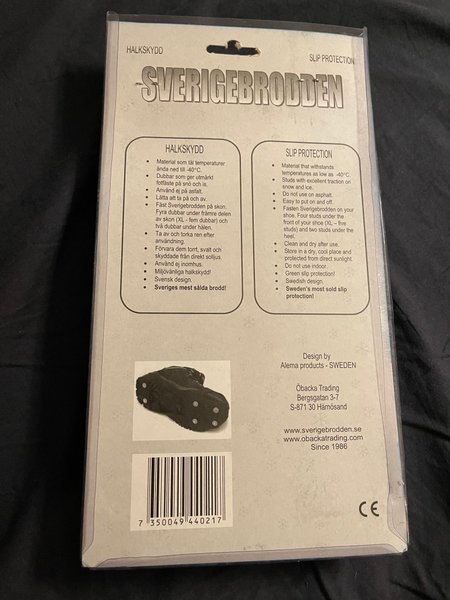 HALKSKYDD
SLIP PROTECTION
SVERIGEBRODDEN
HALKSKYDD
• Material som tål temperaturer
ända ned till -40°C.
• Dubbar som ger utmärkt
fotfäste på snö och is.
• Använd ej på asfalt.
• Lätta att ta på och av.
• Fäst Sverigebrodden på skon.
Fyra dubbar under främre delen
av skon (XL - fem dubbar) och
två dubbar under hälen.
• Ta av och torka ren efter
användning.
• Förvara dem torrt, svalt och
skyddade från direkt solljus.
• Använd ej inomhus.
• Miljövänliga halkskydd!
• Svensk design.
• Sveriges mest sålda brodd!
SLIP PROTECTION
• Material that withstands
temperatures as low as -40°C.
• Studs with excellent traction on
snow and ice.
• Do not use on asphalt.
• Easy to put on and off.
• Fasten Sverigebrodden on your
shoe. Four studs under the
front of your shoe (XL – five
studs) and two studs under the
heel.
• Clean and dry after use.
• Store in a dry, cool place and
protected from direct sunlight.
• Do not use indoor.
• Green slip protection!
• Swedish design.
• Sweden's most sold slip
protection!
Design by
Alema products - SWEDEN
Öbacka Trading
Bergsgatan 3-7
S-871 30 Härnösand
www.sverigebrodden.se
www.obackatrading.com
Since 1986
7 350049 440217
CE